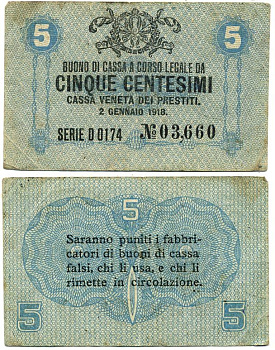 5 5
BUONO DI CASSA A CORSO LEGALE DA
CINQUE CENTESIMI
CASSA VENETA DEI PRESTITI.
2 GENNAIO 1918.
SERIE D 0174 № 03,660
5
Saranno puniti i fabbri-
catori di buoni di cassa
falsi, chi li usa, e chi li
rimette in circolazione.
5 5